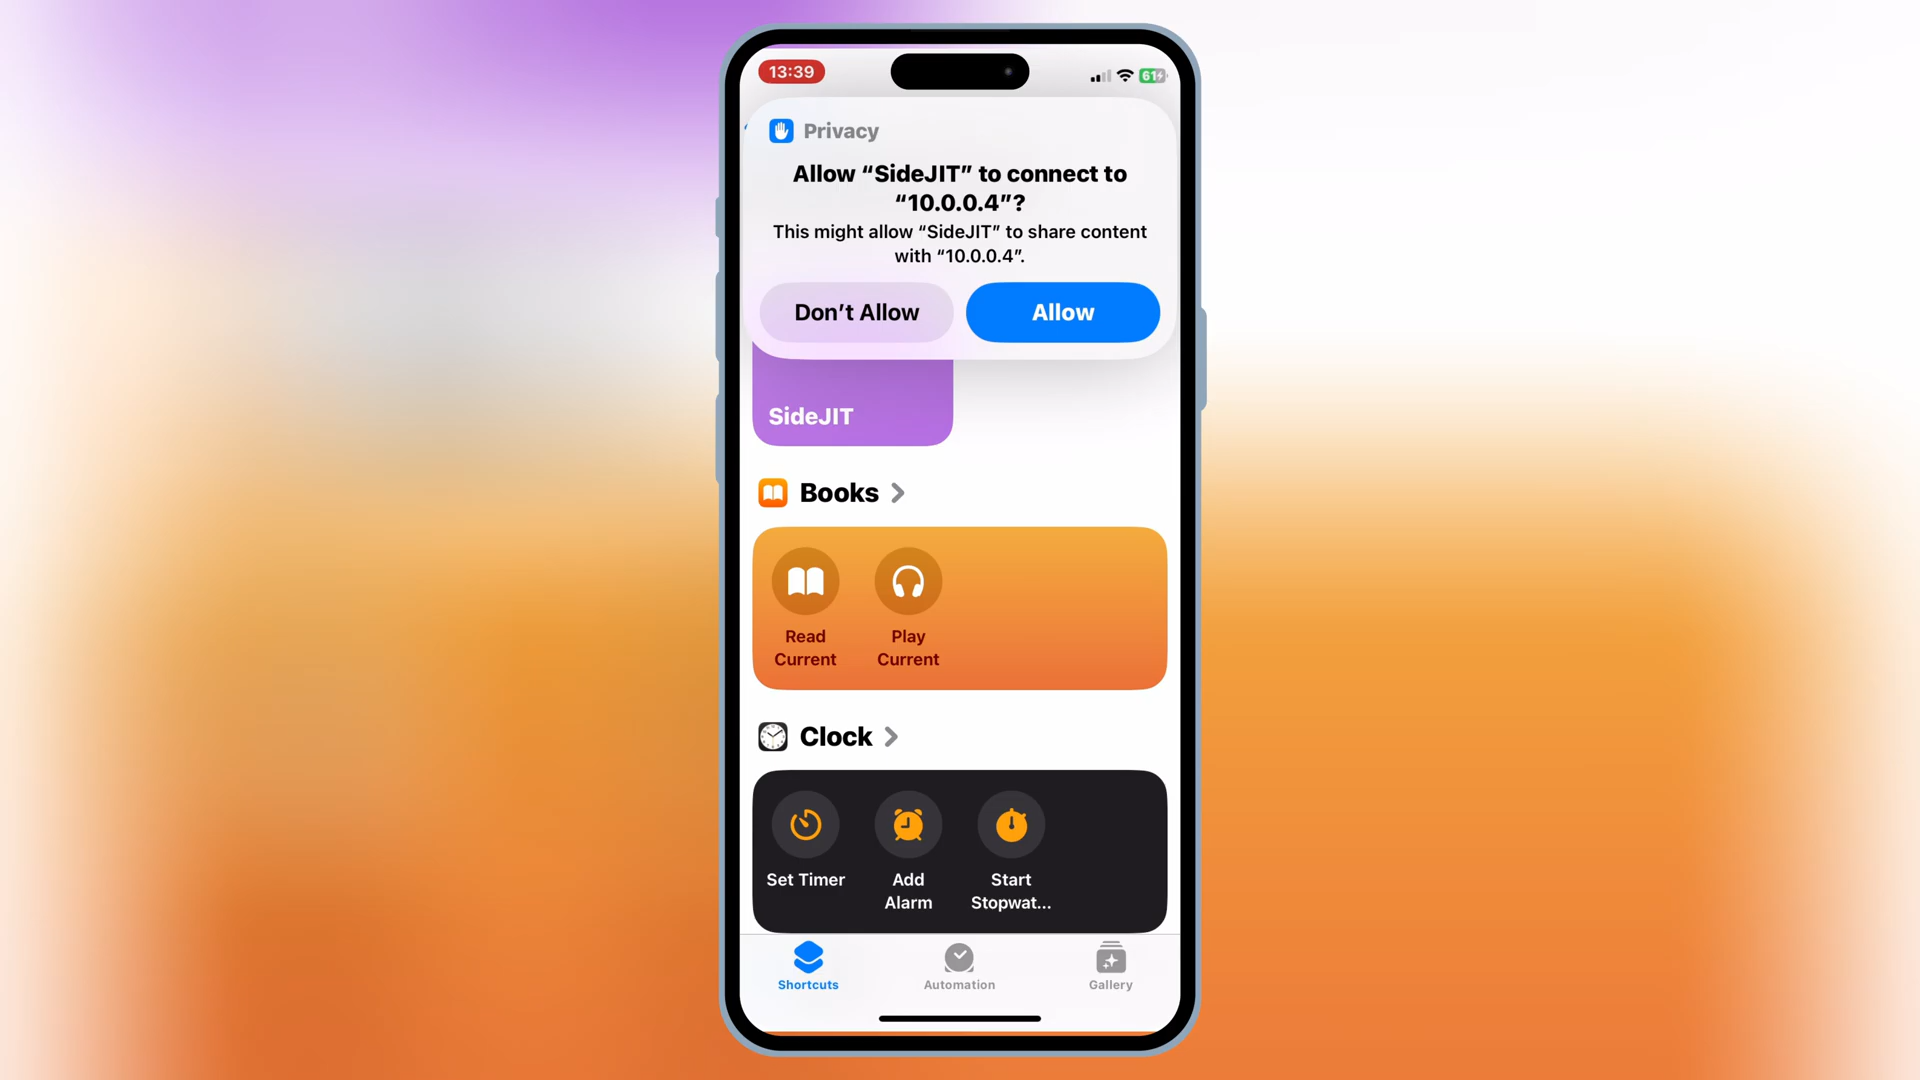 13:39
61
Privacy
Allow “SideJIT” to connect to
“10.0.0.4”?
This might allow “SideJIT” to share content
with “10.0.0.4”.
Don’t Allow
Allow
SideJIT
Books
Read
Current
Play
Current
Clock
Set Timer
Add
Alarm
Start
Stopwat...
Shortcuts
Automation
Gallery